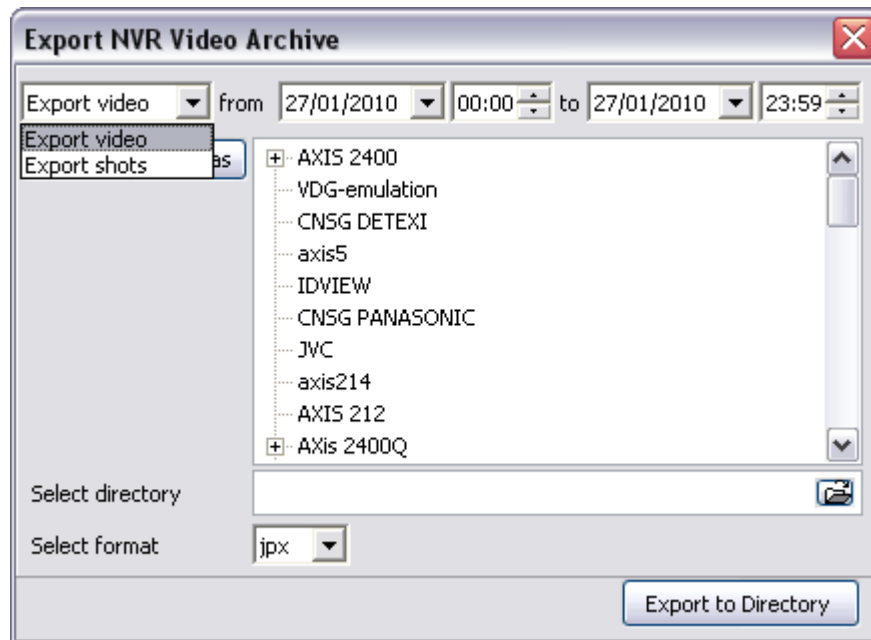 Export NVR Video Archive
Export video from 27/01/2010 00:00 to 27/01/2010 23:59
Export video
Export shots
as
AXIS 2400
VDG-emulation
CNSG DETEXI
axis5
IDVIEW
CNSG PANASONIC
JVC
axis214
AXIS 212
AXis 2400Q
Select directory
Select format jpx
Export to Directory